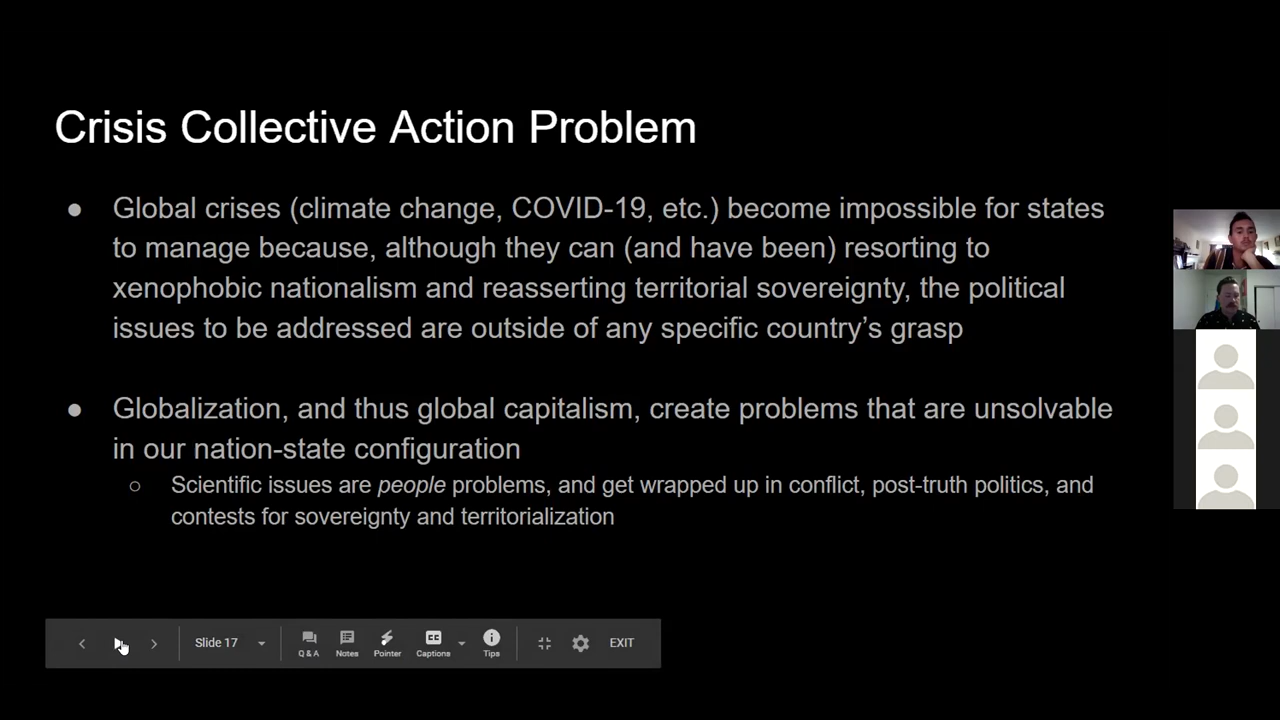 Crisis Collective Action Problem
● Global crises (climate change, COVID-19, etc.) become impossible for states
to manage because, although they can (and have been) resorting to
xenophobic nationalism and reasserting territorial sovereignty, the political
issues to be addressed are outside of any specific country’s grasp
● Globalization, and thus global capitalism, create problems that are unsolvable
in our nation-state configuration
○ Scientific issues are people problems, and get wrapped up in conflict, post-truth politics, and
contests for sovereignty and territorialization
Slide 17
Q & A
Notes
Pointer
CC
Captions
Tips
EXIT